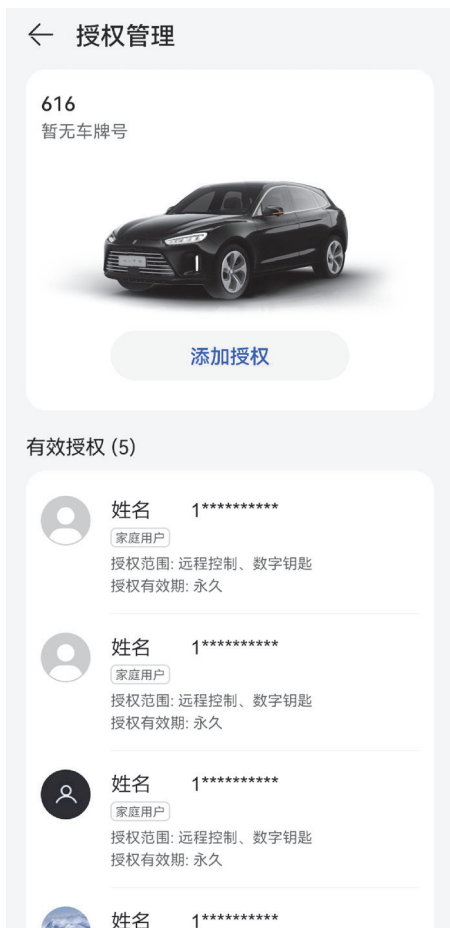 授权管理
616
暂无车牌号
添加授权
有效授权 (5)
姓名 1**********
家庭用户
授权范围: 远程控制、数字钥匙
授权有效期: 永久
姓名 1**********
家庭用户
授权范围: 远程控制、数字钥匙
授权有效期: 永久
姓名 1**********
家庭用户
授权范围: 远程控制、数字钥匙
授权有效期: 永久
姓名 1**********